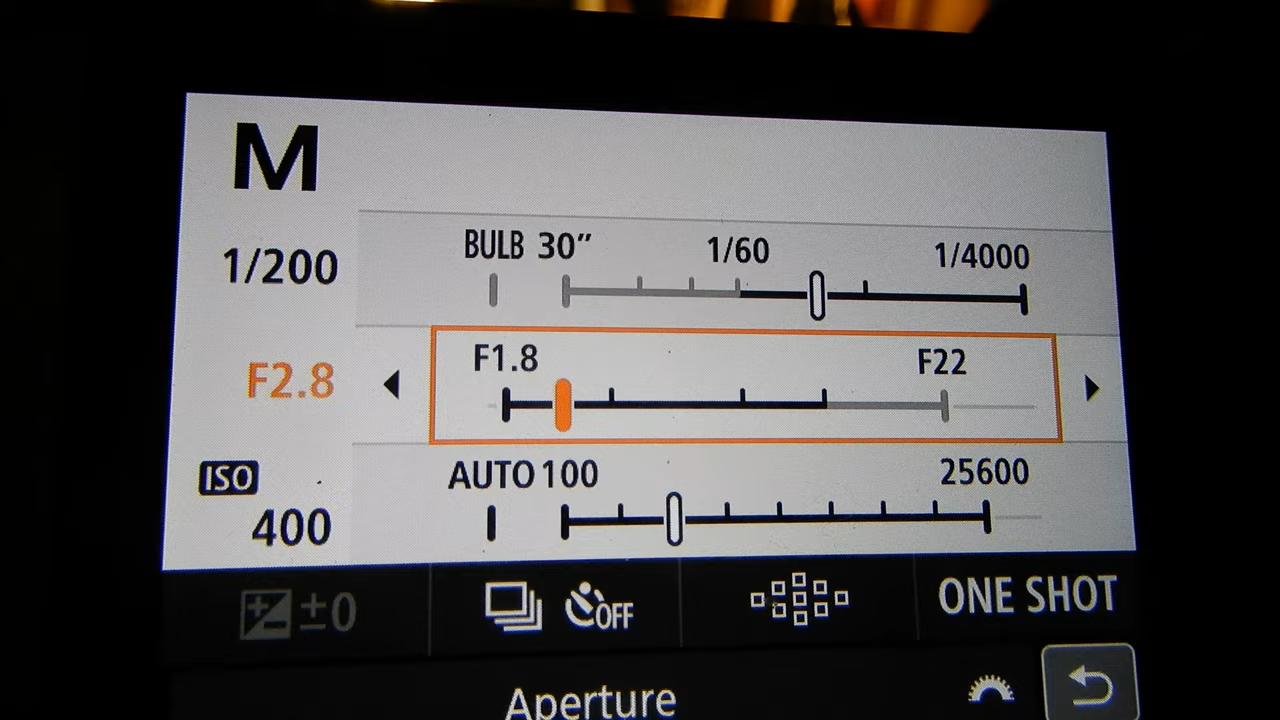 M
1/200
BULB 30″ 1/60 1/4000
F2.8
F1.8 F22
ISO
400
AUTO 100 25600
±0
OFF
ONE SHOT
Aperture